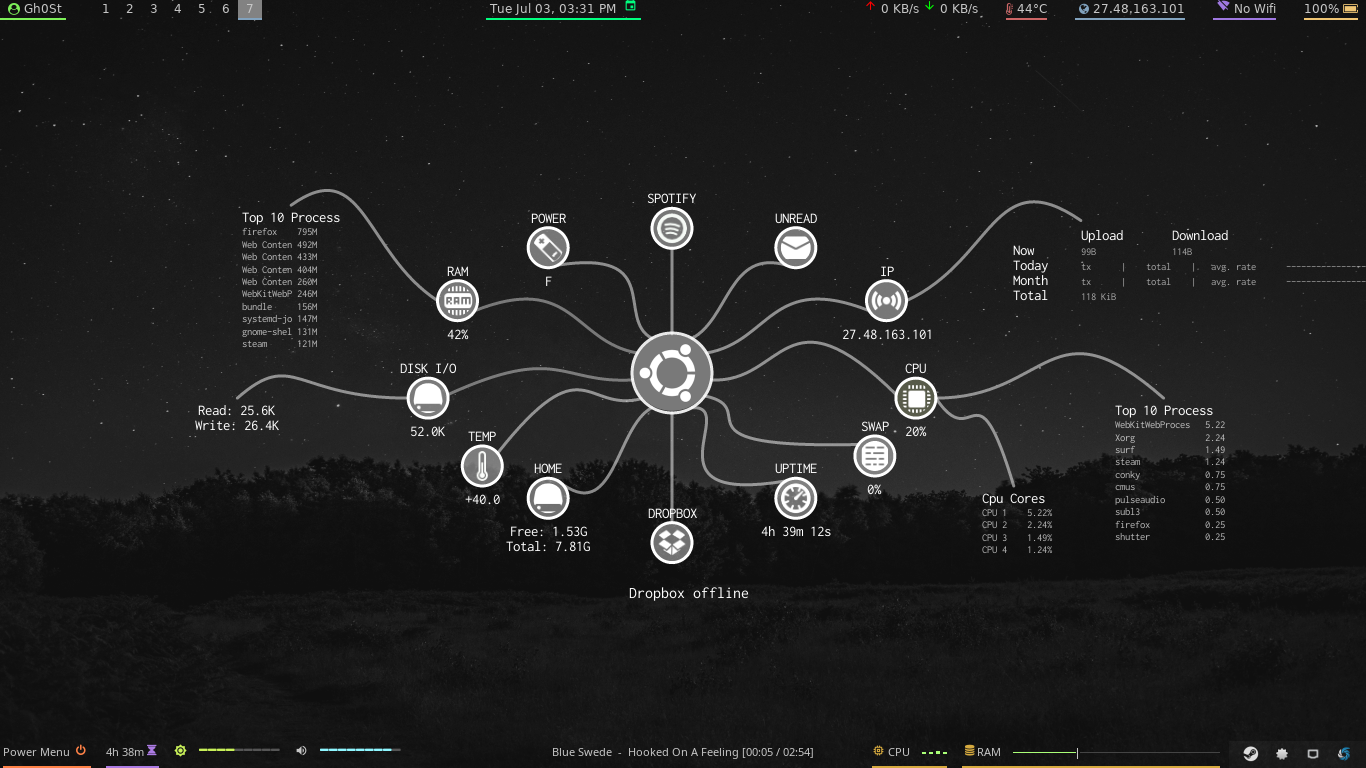 Gh0St 1 2 3 4 5 6 7 Tue Jul 03, 03:31 PM 0 KB/s 0 KB/s 44°C 27.48,163.101 No Wifi 100%
SPOTIFY
POWER
F
UNREAD
Top 10 Process
firefox 795M
Web Conten 492M
Web Conten 433M
Web Conten 404M
Web Conten 260M
WebKitWebP 246M
bundle 156M
systemd-jo 147M
gnome-shel 131M
steam 121M
RAM
RAM
42%
IP
27.48.163.101
Upload Download
Now 99B 114B
Today tx | total | avg. rate
Month tx | total | avg. rate
Total 118 KiB
DISK I/O
52.0K
Read: 25.6K
Write: 26.4K
CPU
20%
TEMP
+40.0
HOME
Free: 1.53G
Total: 7.81G
DROPBOX
Dropbox offline
UPTIME
4h 39m 12s
SWAP
0%
Cpu Cores
CPU 1 5.22%
CPU 2 2.24%
CPU 3 1.49%
CPU 4 1.24%
Top 10 Process
WebKitWebProces 5.22
Xorg 2.24
surf 1.49
steam 1.24
conky 0.75
cmus 0.75
pulseaudio 0.50
subl3 0.50
firefox 0.25
shutter 0.25
Power Menu 4h 38m Blue Swede - Hooked On A Feeling [00:05 / 02:54] CPU RAM